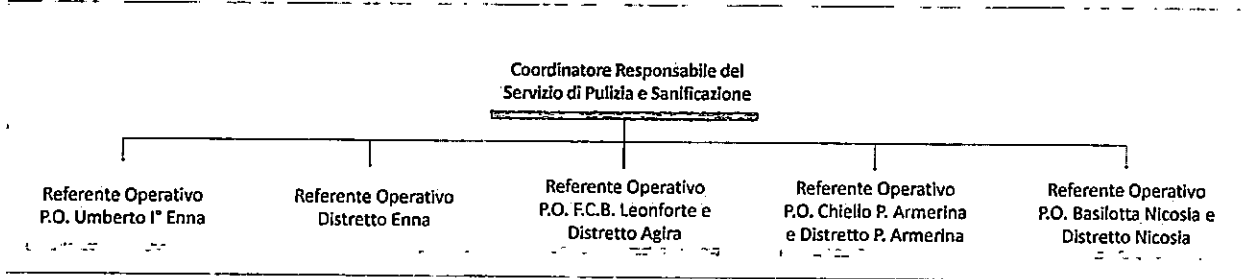 Coordinatore Responsabile del
Servizio di Pulizia e Sanificazione
Referente Operativo
P.O. Umberto I° Enna
Referente Operativo
Distretto Enna
Referente Operativo
P.O. F.C.B. Leonforte e
Distretto Agira
Referente Operativo
P.O. Chiello P. Armerina
e Distretto P. Armerina
Referente Operativo
P.O. Basilotta Nicosia e
Distretto Nicosia